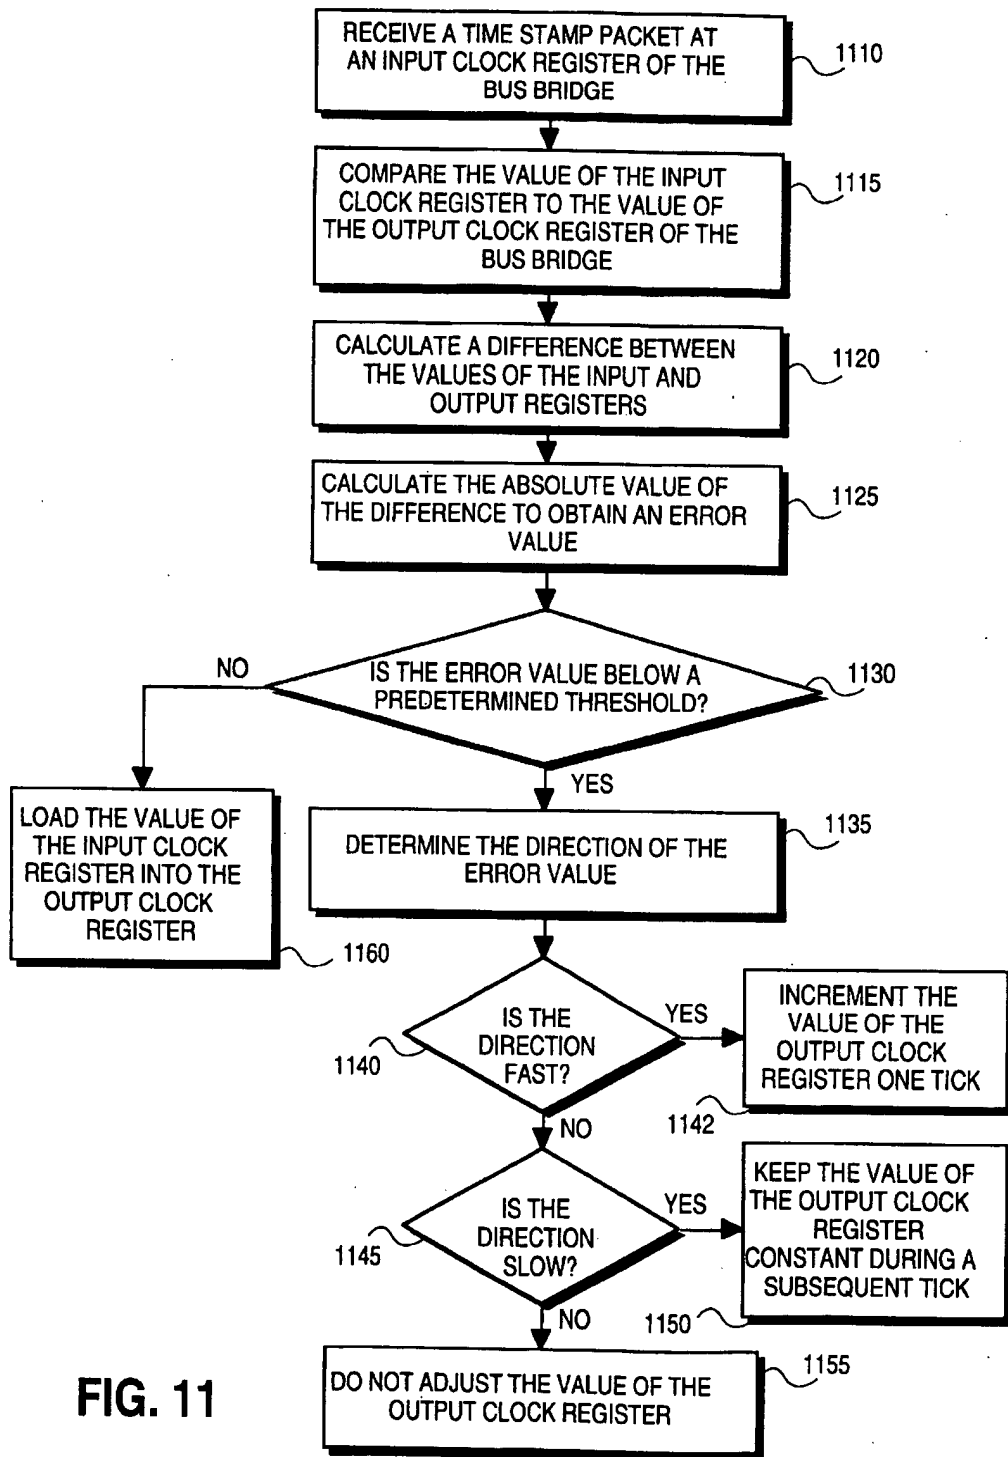 RECEIVE A TIME STAMP PACKET AT
AN INPUT CLOCK REGISTER OF THE
BUS BRIDGE
1110
COMPARE THE VALUE OF THE INPUT
CLOCK REGISTER TO THE VALUE OF
THE OUTPUT CLOCK REGISTER OF THE
BUS BRIDGE
1115
CALCULATE A DIFFERENCE BETWEEN
THE VALUES OF THE INPUT AND
OUTPUT REGISTERS
1120
CALCULATE THE ABSOLUTE VALUE OF
THE DIFFERENCE TO OBTAIN AN ERROR
VALUE
1125
IS THE ERROR VALUE BELOW A
PREDETERMINED THRESHOLD?
1130
NO
YES
LOAD THE VALUE OF
THE INPUT CLOCK
REGISTER INTO THE
OUTPUT CLOCK
REGISTER
1160
DETERMINE THE DIRECTION OF THE
ERROR VALUE
1135
IS THE
DIRECTION
FAST?
1140
YES
NO
INCREMENT THE
VALUE OF THE
OUTPUT CLOCK
REGISTER ONE TICK
1142
IS THE
DIRECTION
SLOW?
1145
YES
NO
KEEP THE VALUE OF
THE OUTPUT CLOCK
REGISTER
CONSTANT DURING A
SUBSEQUENT TICK
1150
DO NOT ADJUST THE VALUE OF THE
OUTPUT CLOCK REGISTER
1155
FIG. 11